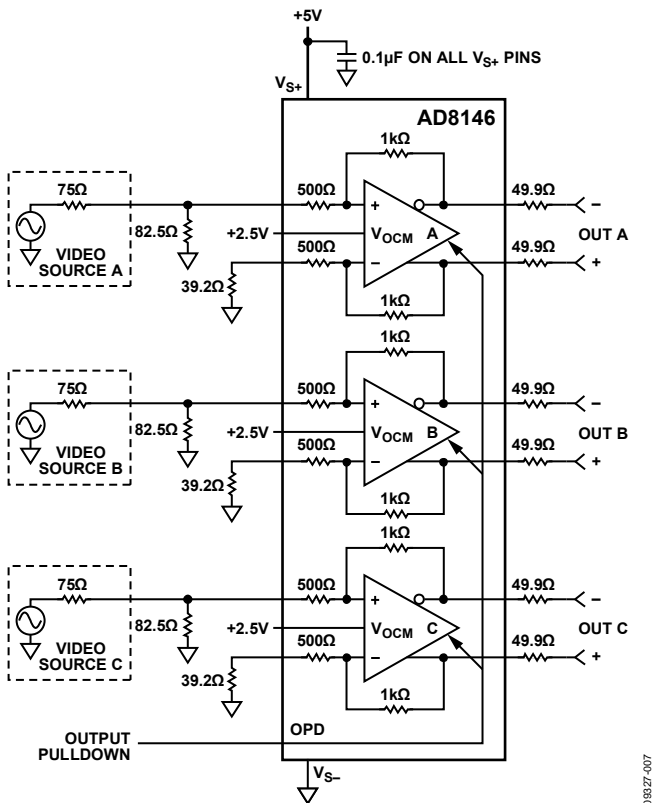 +5V
0.1µF ON ALL VS+ PINS
VS+
AD8146
1kΩ
75Ω
500Ω
49.9Ω
+
−
82.5Ω
+2.5V
VOCM
A
OUT A
VIDEO
SOURCE A
500Ω
−
49.9Ω
+
39.2Ω
1kΩ
1kΩ
75Ω
500Ω
49.9Ω
+
−
82.5Ω
+2.5V
VOCM
B
OUT B
VIDEO
SOURCE B
500Ω
−
49.9Ω
+
39.2Ω
1kΩ
1kΩ
75Ω
500Ω
49.9Ω
+
−
82.5Ω
+2.5V
VOCM
C
OUT C
VIDEO
SOURCE C
500Ω
−
49.9Ω
+
39.2Ω
1kΩ
OUTPUT
PULLDOWN
OPD
VS−
09327-007